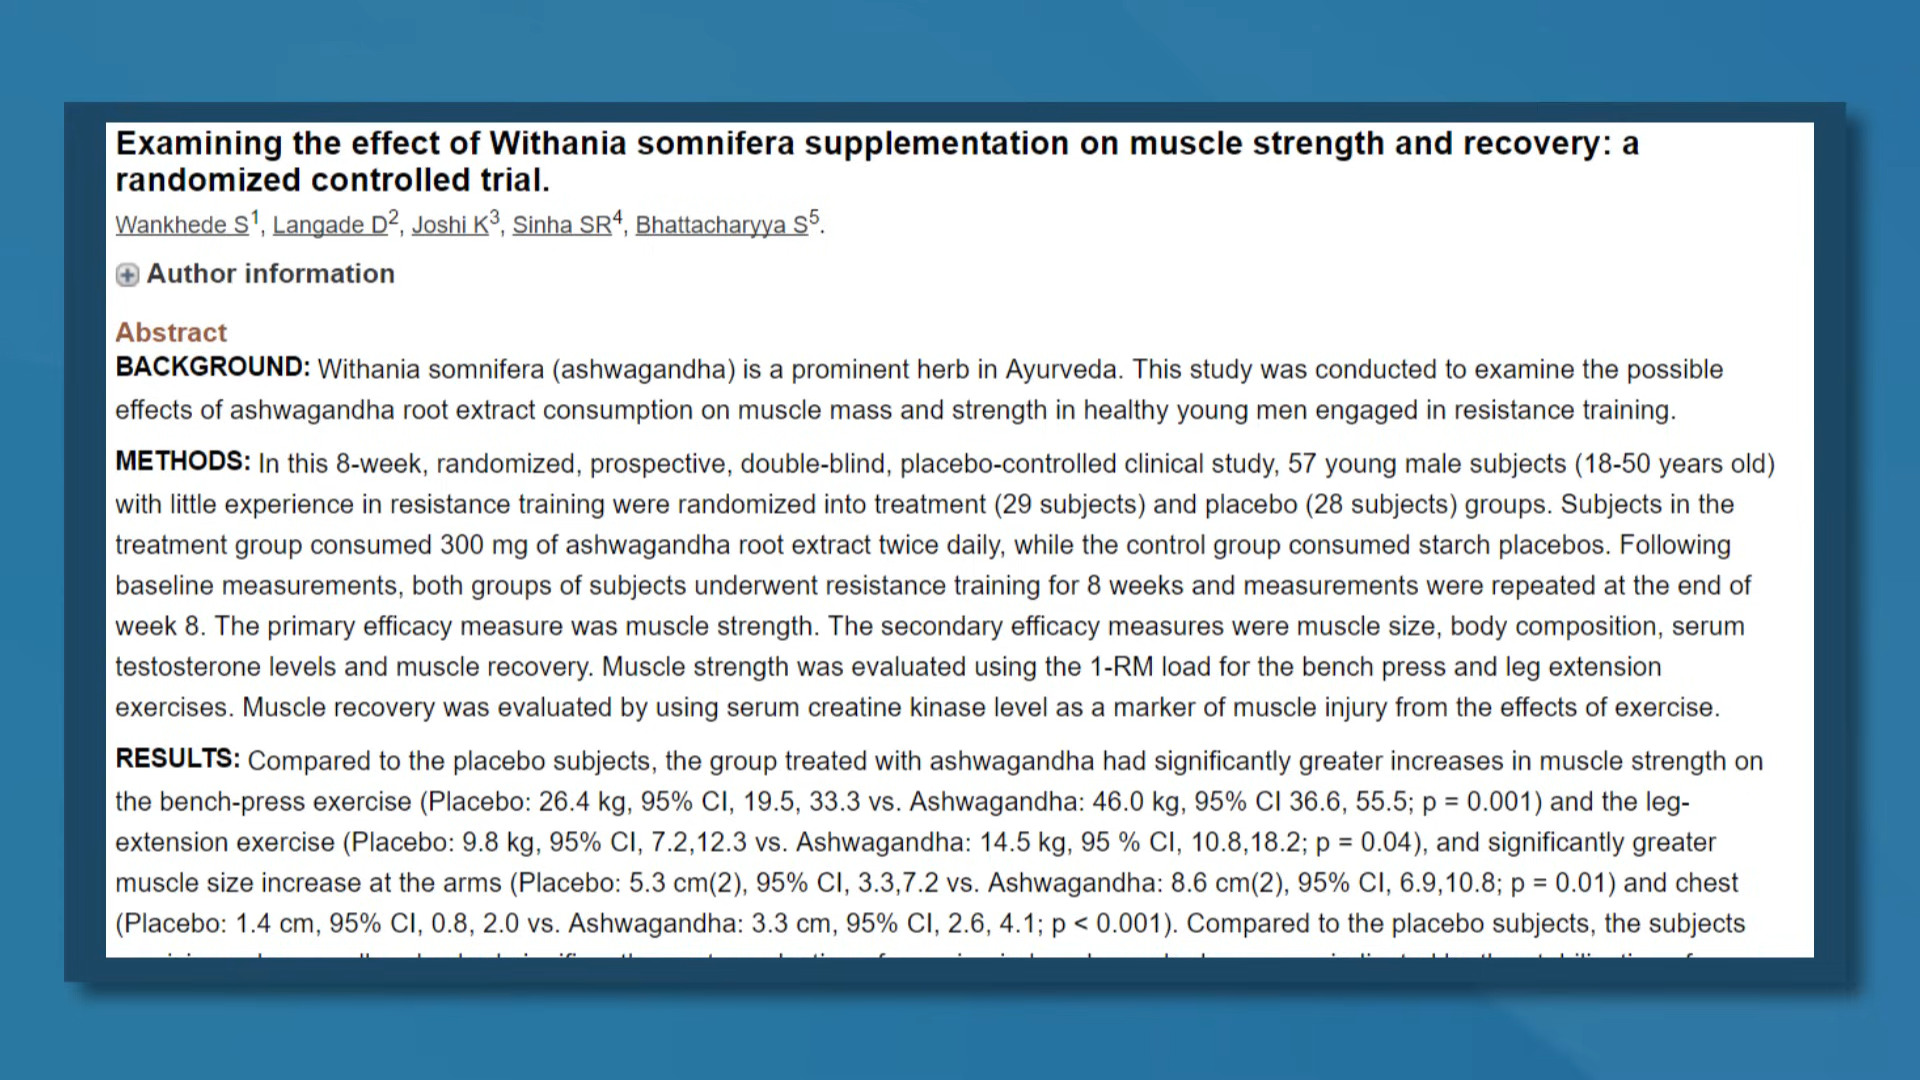 Examining the effect of Withania somnifera supplementation on muscle strength and recovery: a
randomized controlled trial.
Wankhede S1, Langade D2, Joshi K3, Sinha SR4, Bhattacharyya S5.
Author information
Abstract
BACKGROUND: Withania somnifera (ashwagandha) is a prominent herb in Ayurveda. This study was conducted to examine the possible
effects of ashwagandha root extract consumption on muscle mass and strength in healthy young men engaged in resistance training.
METHODS: In this 8-week, randomized, prospective, double-blind, placebo-controlled clinical study, 57 young male subjects (18-50 years old)
with little experience in resistance training were randomized into treatment (29 subjects) and placebo (28 subjects) groups. Subjects in the
treatment group consumed 300 mg of ashwagandha root extract twice daily, while the control group consumed starch placebos. Following
baseline measurements, both groups of subjects underwent resistance training for 8 weeks and measurements were repeated at the end of
week 8. The primary efficacy measure was muscle strength. The secondary efficacy measures were muscle size, body composition, serum
testosterone levels and muscle recovery. Muscle strength was evaluated using the 1-RM load for the bench press and leg extension
exercises. Muscle recovery was evaluated by using serum creatine kinase level as a marker of muscle injury from the effects of exercise.
RESULTS: Compared to the placebo subjects, the group treated with ashwagandha had significantly greater increases in muscle strength on
the bench-press exercise (Placebo: 26.4 kg, 95% CI, 19.5, 33.3 vs. Ashwagandha: 46.0 kg, 95% CI 36.6, 55.5; p = 0.001) and the leg-
extension exercise (Placebo: 9.8 kg, 95% CI, 7.2,12.3 vs. Ashwagandha: 14.5 kg, 95 % CI, 10.8,18.2; p = 0.04), and significantly greater
muscle size increase at the arms (Placebo: 5.3 cm(2), 95% CI, 3.3,7.2 vs. Ashwagandha: 8.6 cm(2), 95% CI, 6.9,10.8; p = 0.01) and chest
(Placebo: 1.4 cm, 95% CI, 0.8, 2.0 vs. Ashwagandha: 3.3 cm, 95% CI, 2.6, 4.1; p < 0.001). Compared to the placebo subjects, the subjects